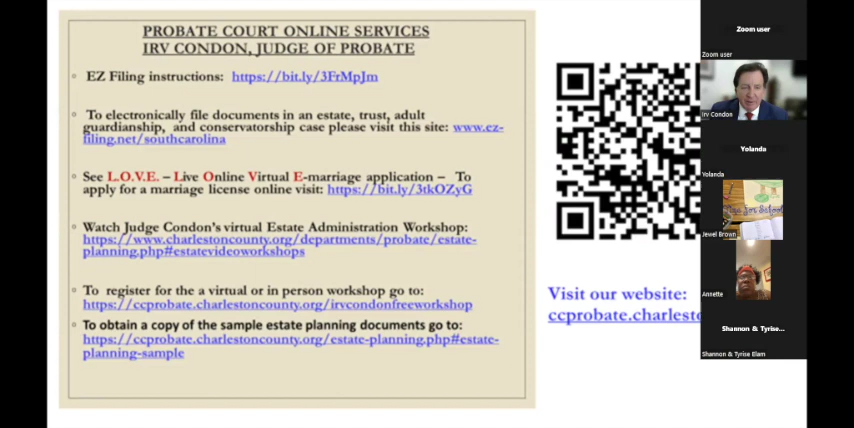 PROBATE COURT ONLINE SERVICES
IRV CONDON, JUDGE OF PROBATE
EZ Filing instructions: https://bit.ly/3FrMpJm
To electronically file documents in an estate, trust, adult
guardianship, and conservatorship case please visit this site: www.ez-
filing.net/southcarolina
See L.O.V.E. – Live Online Virtual E-marriage application – To
apply for a marriage license online visit: https://bit.ly/3tkOZyG
Watch Judge Condon's virtual Estate Administration Workshop:
https://www.charlestoncounty.org/departments/probate/estate-
planning.php#estatevideoworkshops
To register for the a virtual or in person workshop go to:
https://ccprobate.charlestoncounty.org/irvcondonfreeworkshop
To obtain a copy of the sample estate planning documents go to:
https://ccprobate.charlestoncounty.org/estate-planning.php#estate-
planning-sample
Visit our website:
ccprobate.charlesto
Zoom user
Zoom user
Irv Condon
Yolanda
Yolanda
Time for School
Jewel Brown
Annette
Shannon & Tyrise...
Shannon & Tyrise Elam